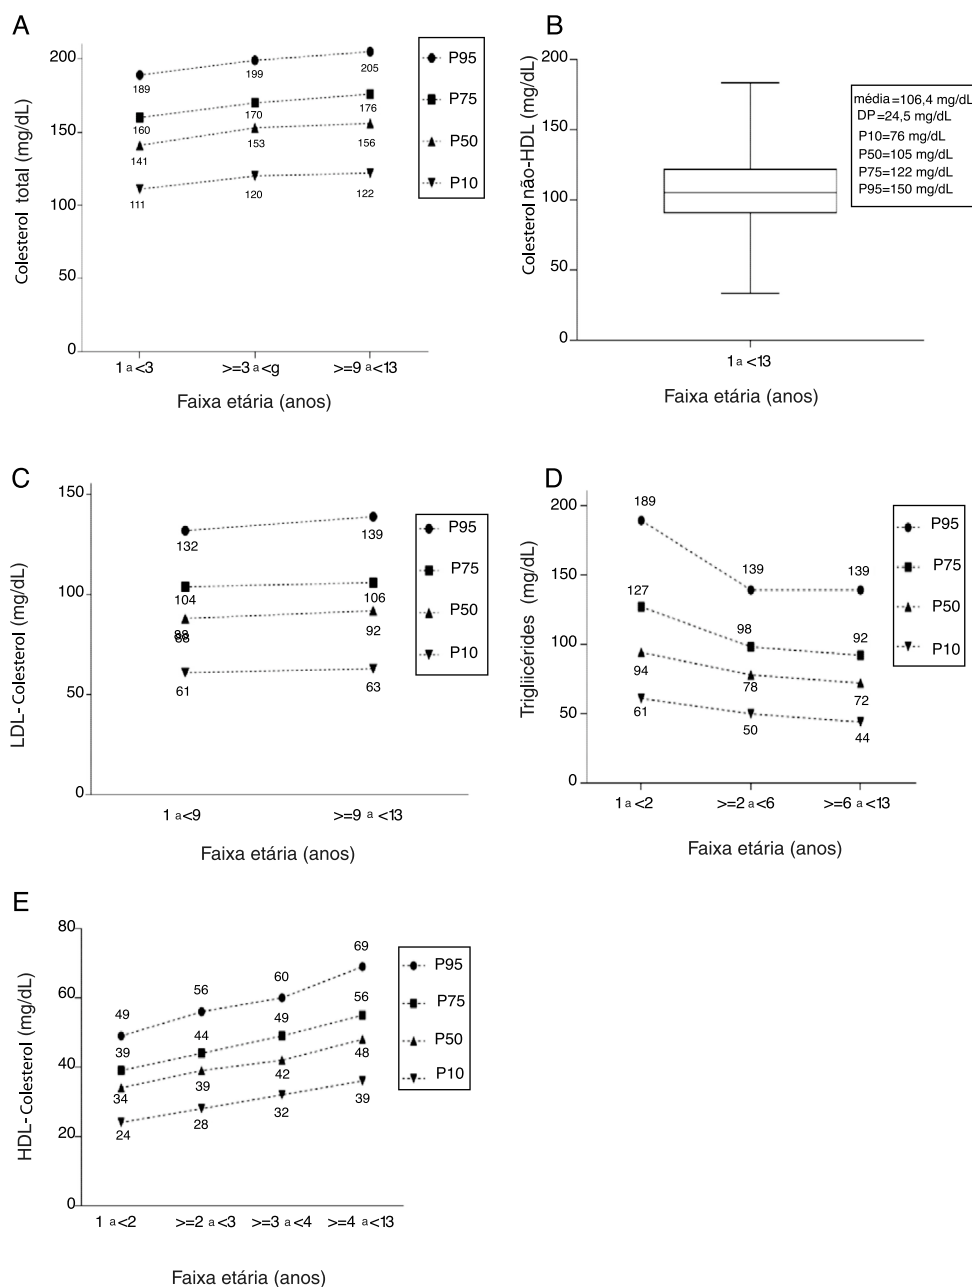 A
Colesterol total (mg/dL)
200
150
100
50
0
189
199
205
160
170
176
141
153
156
111
120
122
1 a <3
>=3 a <g
>=9 a <13
Faixa etária (anos)
P95
P75
P50
P10
B
Colesterol não-HDL (mg/dL)
200
150
100
50
0
1 a <13
Faixa etária (anos)
média =106,4 mg/dL
DP=24,5 mg/dL
P10=76 mg/dL
P50=105 mg/dL
P75=122 mg/dL
P95=150 mg/dL
C
LDL-Colesterol (mg/dL)
150
100
50
0
132
139
104
106
88
88
92
61
63
1 a <9
>=9 a <13
Faixa etária (anos)
P95
P75
P50
P10
D
Trigliicérides (mg/dL)
200
150
100
50
0
189
139
139
127
98
92
94
78
72
61
50
44
1 a <2
>=2 a <6
>=6 a <13
Faixa etária (anos)
P95
P75
P50
P10
E
HDL-Colesterol (mg/dL)
80
60
40
20
0
49
56
60
69
39
44
49
56
34
39
42
48
24
28
32
39
1 a <2
>=2 a <3
>=3 a <4
>=4 a <13
Faixa etária (anos)
P95
P75
P50
P10